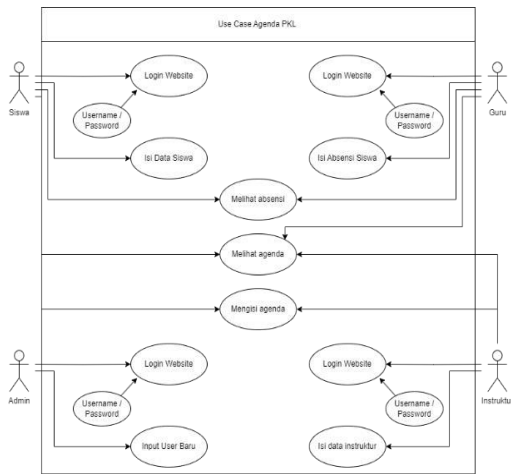 Use Case Agenda PKL
Login Website
Login Website
Siswa
Username /
Password
Username /
Password
Guru
Isi Data Siswa
Isi Absensi Siswa
Melihat absensi
Melihat agenda
Mengisi agenda
Login Website
Login Website
Admin
Username /
Password
Username /
Password
Instruktu
Input User Baru
Isi data instruktur